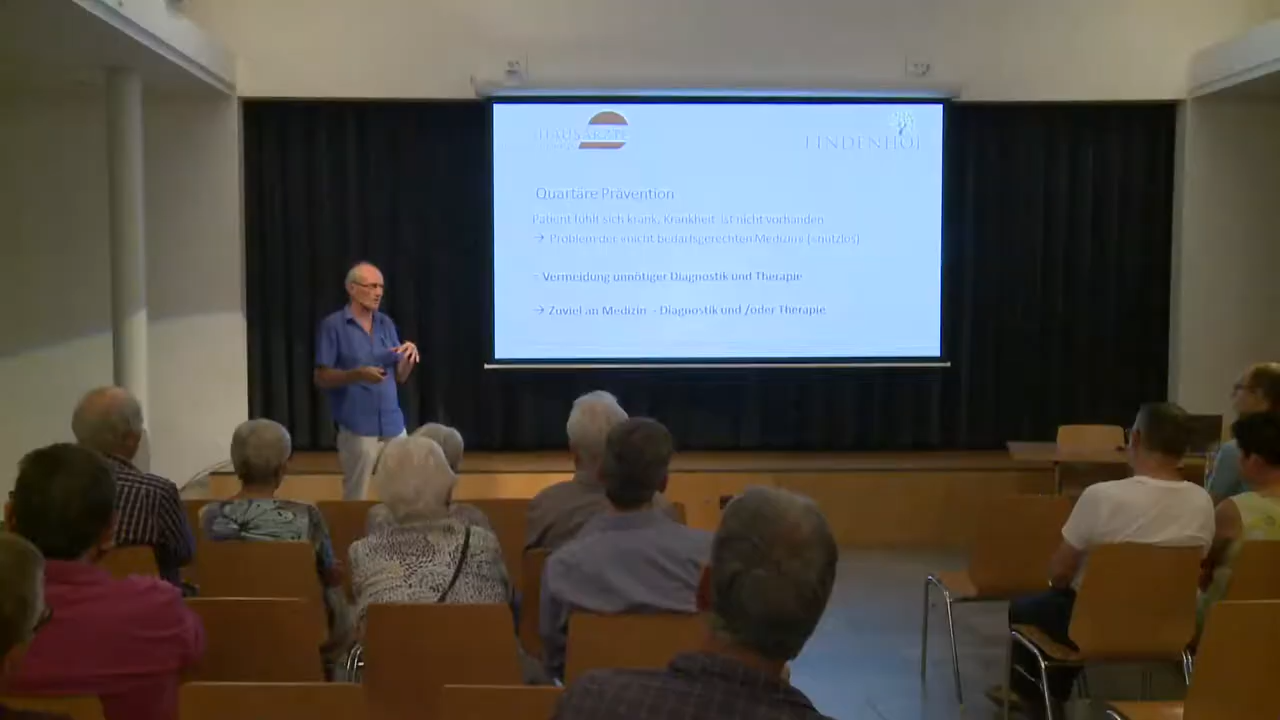 HAUSÄRZTE
LINDENHOF
Quartäre Prävention
Patient fühlt sich krank, Krankheit ist nicht vorhanden
→ Problem der «nicht bedarfsgerechten Medizin» (=nutzlos)
= Vermeidung unnötiger Diagnostik und Therapie
→ Zuviel an Medizin - Diagnostik und /oder Therapie